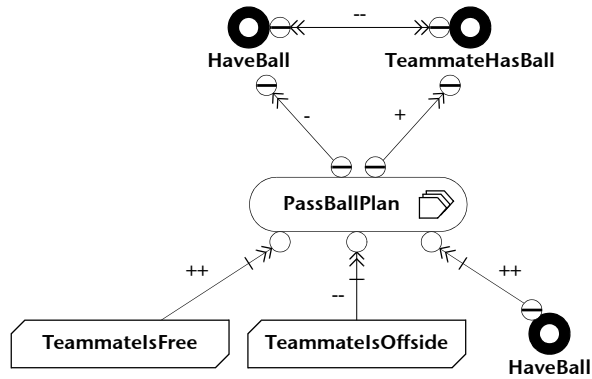 --
HaveBall
TeammateHasBall
-
+
PassBallPlan
++
--
++
TeammateIsFree
TeammateIsOffside
HaveBall